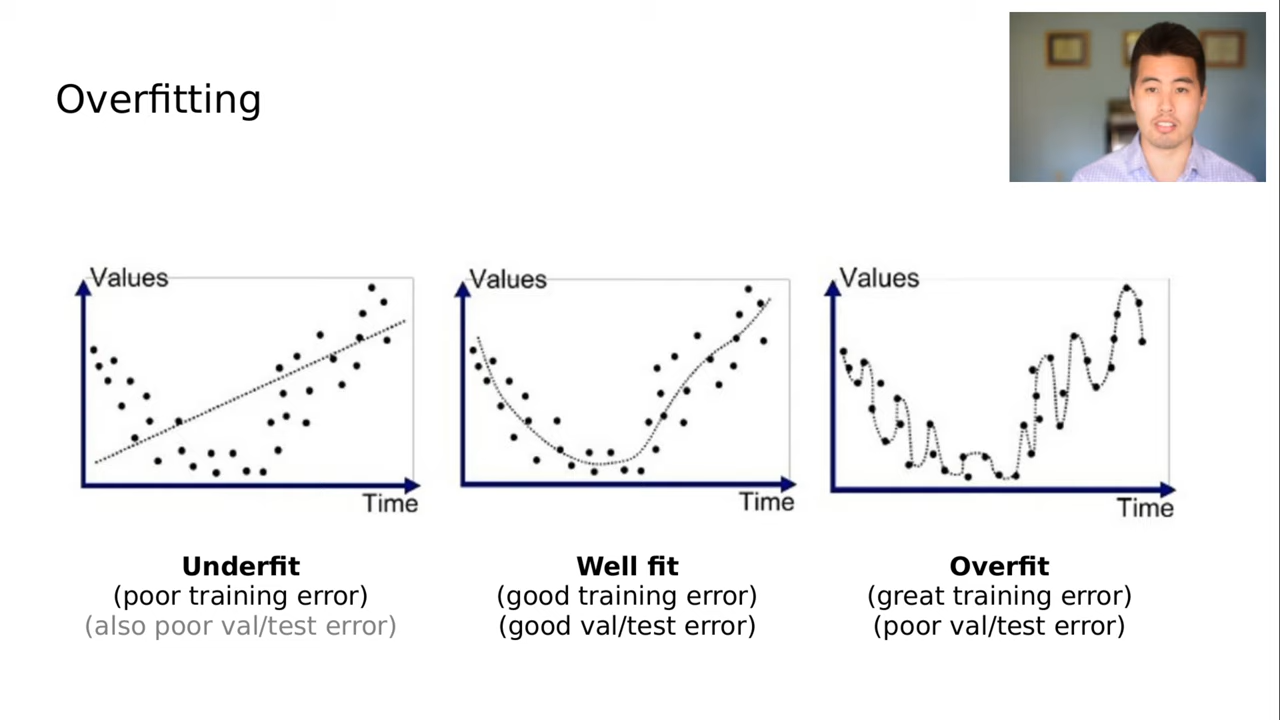 Overfitting
Values
Values
Values
Time
Time
Time
Underfit
(poor training error)
(also poor val/test error)
Well fit
(good training error)
(good val/test error)
Overfit
(great training error)
(poor val/test error)